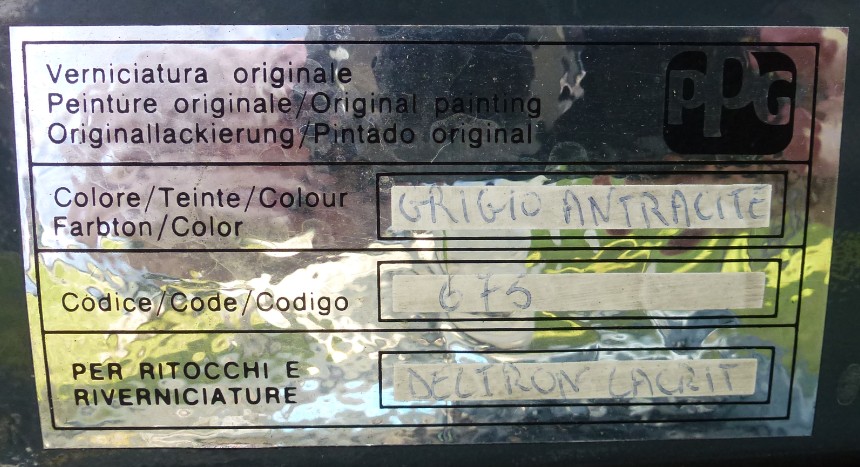 Verniciatura originale
Peinture originale/Original painting
Originallackierung/Pintado original
PPG
Colore/Teinte/Colour
Farbton/Color
GRIGIO ANTRACITE
Códice/Code/Codigo
675
PER RITOCCHI E
RIVERNICIATURE
DELTRON LACRIT